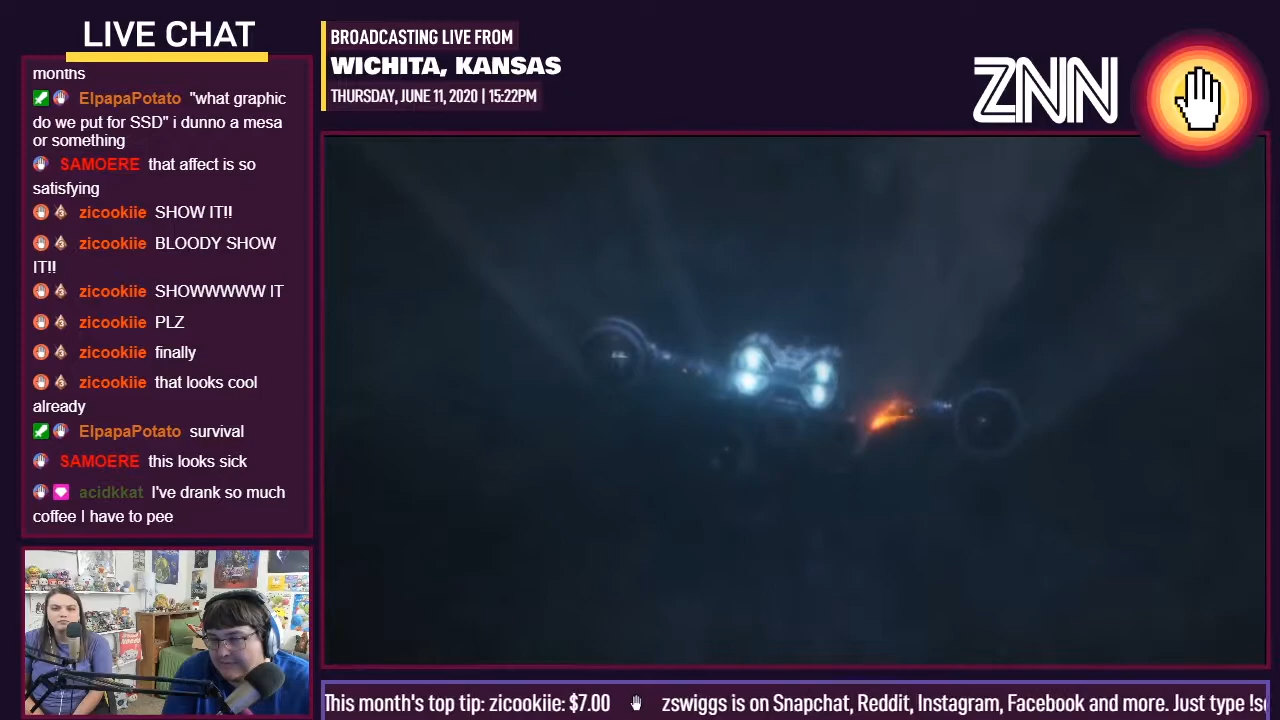 LIVE CHAT
months
ElpapaPotato "what graphic
do we put for SSD" i dunno a mesa
or something
SAMOERE that affect is so
satisfying
zicookiie SHOW IT!!
zicookiie BLOODY SHOW
IT!!
zicookiie SHOWWWWW IT
zicookiie PLZ
zicookiie finally
zicookiie that looks cool
already
ElpapaPotato survival
SAMOERE this looks sick
acidkkat I've drank so much
coffee I have to pee
BROADCASTING LIVE FROM
WICHITA, KANSAS
THURSDAY, JUNE 11, 2020 | 15:22PM
ZNN
This month's top tip: zicookiie: $7.00 zswiggs is on Snapchat, Reddit, Instagram, Facebook and more. Just type !so